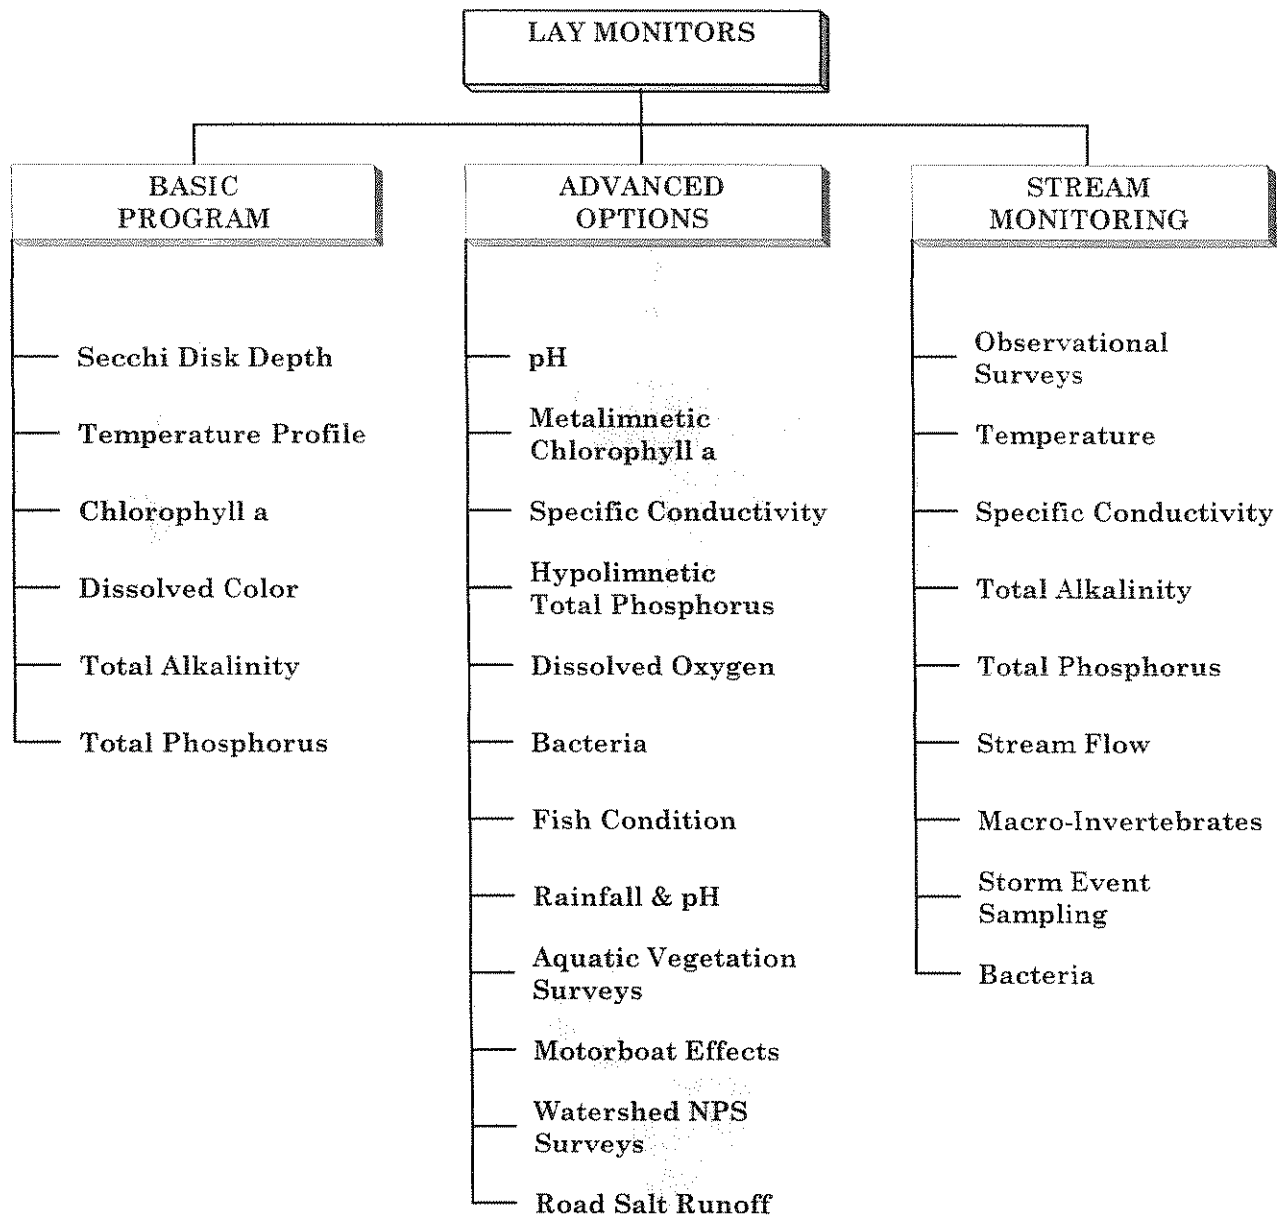 LAY MONITORS
BASIC
PROGRAM
Secchi Disk Depth
Temperature Profile
Chlorophyll a
Dissolved Color
Total Alkalinity
Total Phosphorus
ADVANCED
OPTIONS
pH
Metalimnetic
Chlorophyll a
Specific Conductivity
Hypolimnetic
Total Phosphorus
Dissolved Oxygen
Bacteria
Fish Condition
Rainfall & pH
Aquatic Vegetation
Surveys
Motorboat Effects
Watershed NPS
Surveys
Road Salt Runoff
STREAM
MONITORING
Observational
Surveys
Temperature
Specific Conductivity
Total Alkalinity
Total Phosphorus
Stream Flow
Macro-Invertebrates
Storm Event
Sampling
Bacteria